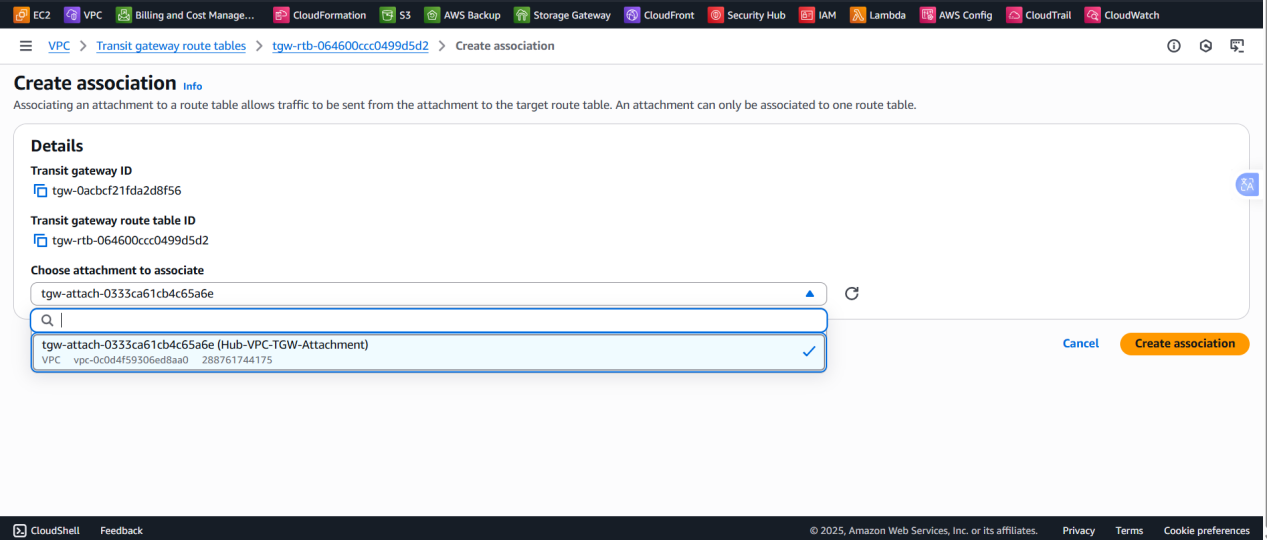 EC2 VPC Billing and Cost Manage... CloudFormation S3 AWS Backup Storage Gateway CloudFront Security Hub IAM Lambda AWS Config CloudTrail CloudWatch
VPC > Transit gateway route tables > tgw-rtb-064600ccc0499d5d2 > Create association
Create association Info
Associating an attachment to a route table allows traffic to be sent from the attachment to the target route table. An attachment can only be associated to one route table.
Details
Transit gateway ID
tgw-0acbcf21fda2d8f56
Transit gateway route table ID
tgw-rtb-064600ccc0499d5d2
Choose attachment to associate
tgw-attach-0333ca61cb4c65a6e
tgw-attach-0333ca61cb4c65a6e (Hub-VPC-TGW-Attachment)
VPC vpc-0c0d4f59306ed8aa0 288761744175
Cancel Create association
CloudShell Feedback © 2025, Amazon Web Services, Inc. or its affiliates. Privacy Terms Cookie preferences